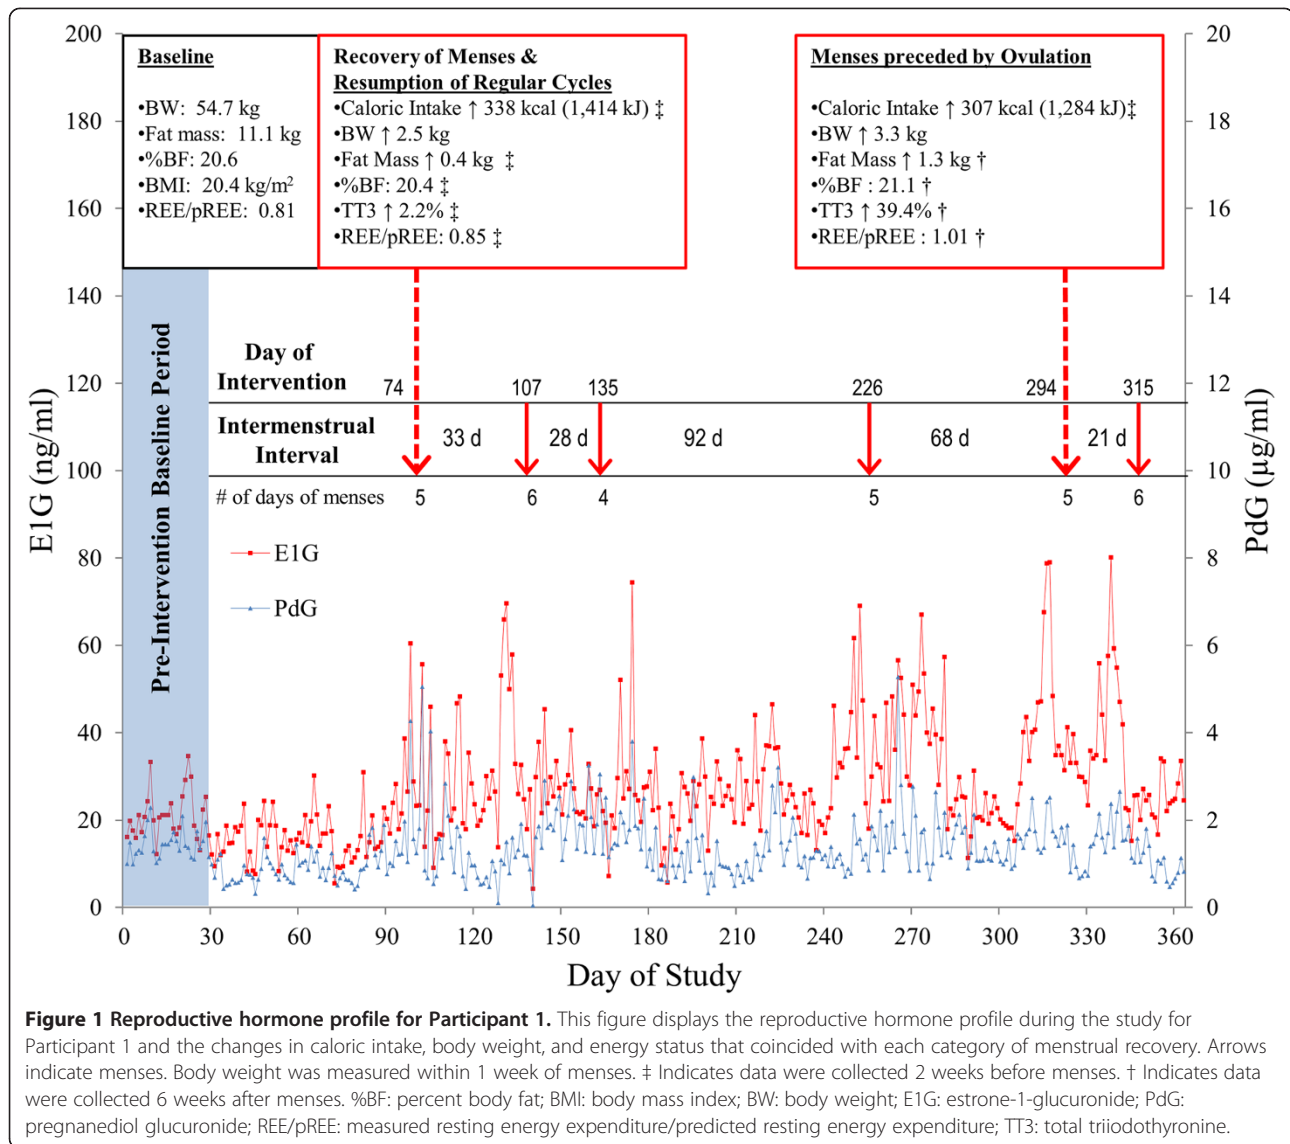 200
180
160
140
120
100
80
60
40
20
0
E1G (ng/ml)
20
18
16
14
12
10
8
6
4
2
0
PdG (µg/ml)
Baseline
•BW: 54.7 kg
•Fat mass: 11.1 kg
•%BF: 20.6
•BMI: 20.4 kg/m²
•REE/pREE: 0.81
Recovery of Menses &
Resumption of Regular Cycles
•Caloric Intake ↑ 338 kcal (1,414 kJ) ‡
•BW ↑ 2.5 kg
•Fat Mass ↑ 0.4 kg ‡
•%BF: 20.4 ‡
•TT3 ↑ 2.2% ‡
•REE/pREE: 0.85 ‡
Menses preceded by Ovulation
•Caloric Intake ↑ 307 kcal (1,284 kJ)‡
•BW ↑ 3.3 kg
•Fat Mass ↑ 1.3 kg †
•%BF : 21.1 †
•TT3 ↑ 39.4% †
•REE/pREE : 1.01 †
Pre-Intervention Baseline Period
Day of
Intervention 74 107 135 226 294 315
Intermenstrual
Interval 33 d 28 d 92 d 68 d 21 d
# of days of menses 5 6 4 5 5 6
E1G
PdG
0 30 60 90 120 150 180 210 240 270 300 330 360
Day of Study
Figure 1 Reproductive hormone profile for Participant 1. This figure displays the reproductive hormone profile during the study for
Participant 1 and the changes in caloric intake, body weight, and energy status that coincided with each category of menstrual recovery. Arrows
indicate menses. Body weight was measured within 1 week of menses. ‡ Indicates data were collected 2 weeks before menses. † Indicates data
were collected 6 weeks after menses. %BF: percent body fat; BMI: body mass index; BW: body weight; E1G: estrone-1-glucuronide; PdG:
pregnanediol glucuronide; REE/pREE: measured resting energy expenditure/predicted resting energy expenditure; TT3: total triiodothyronine.